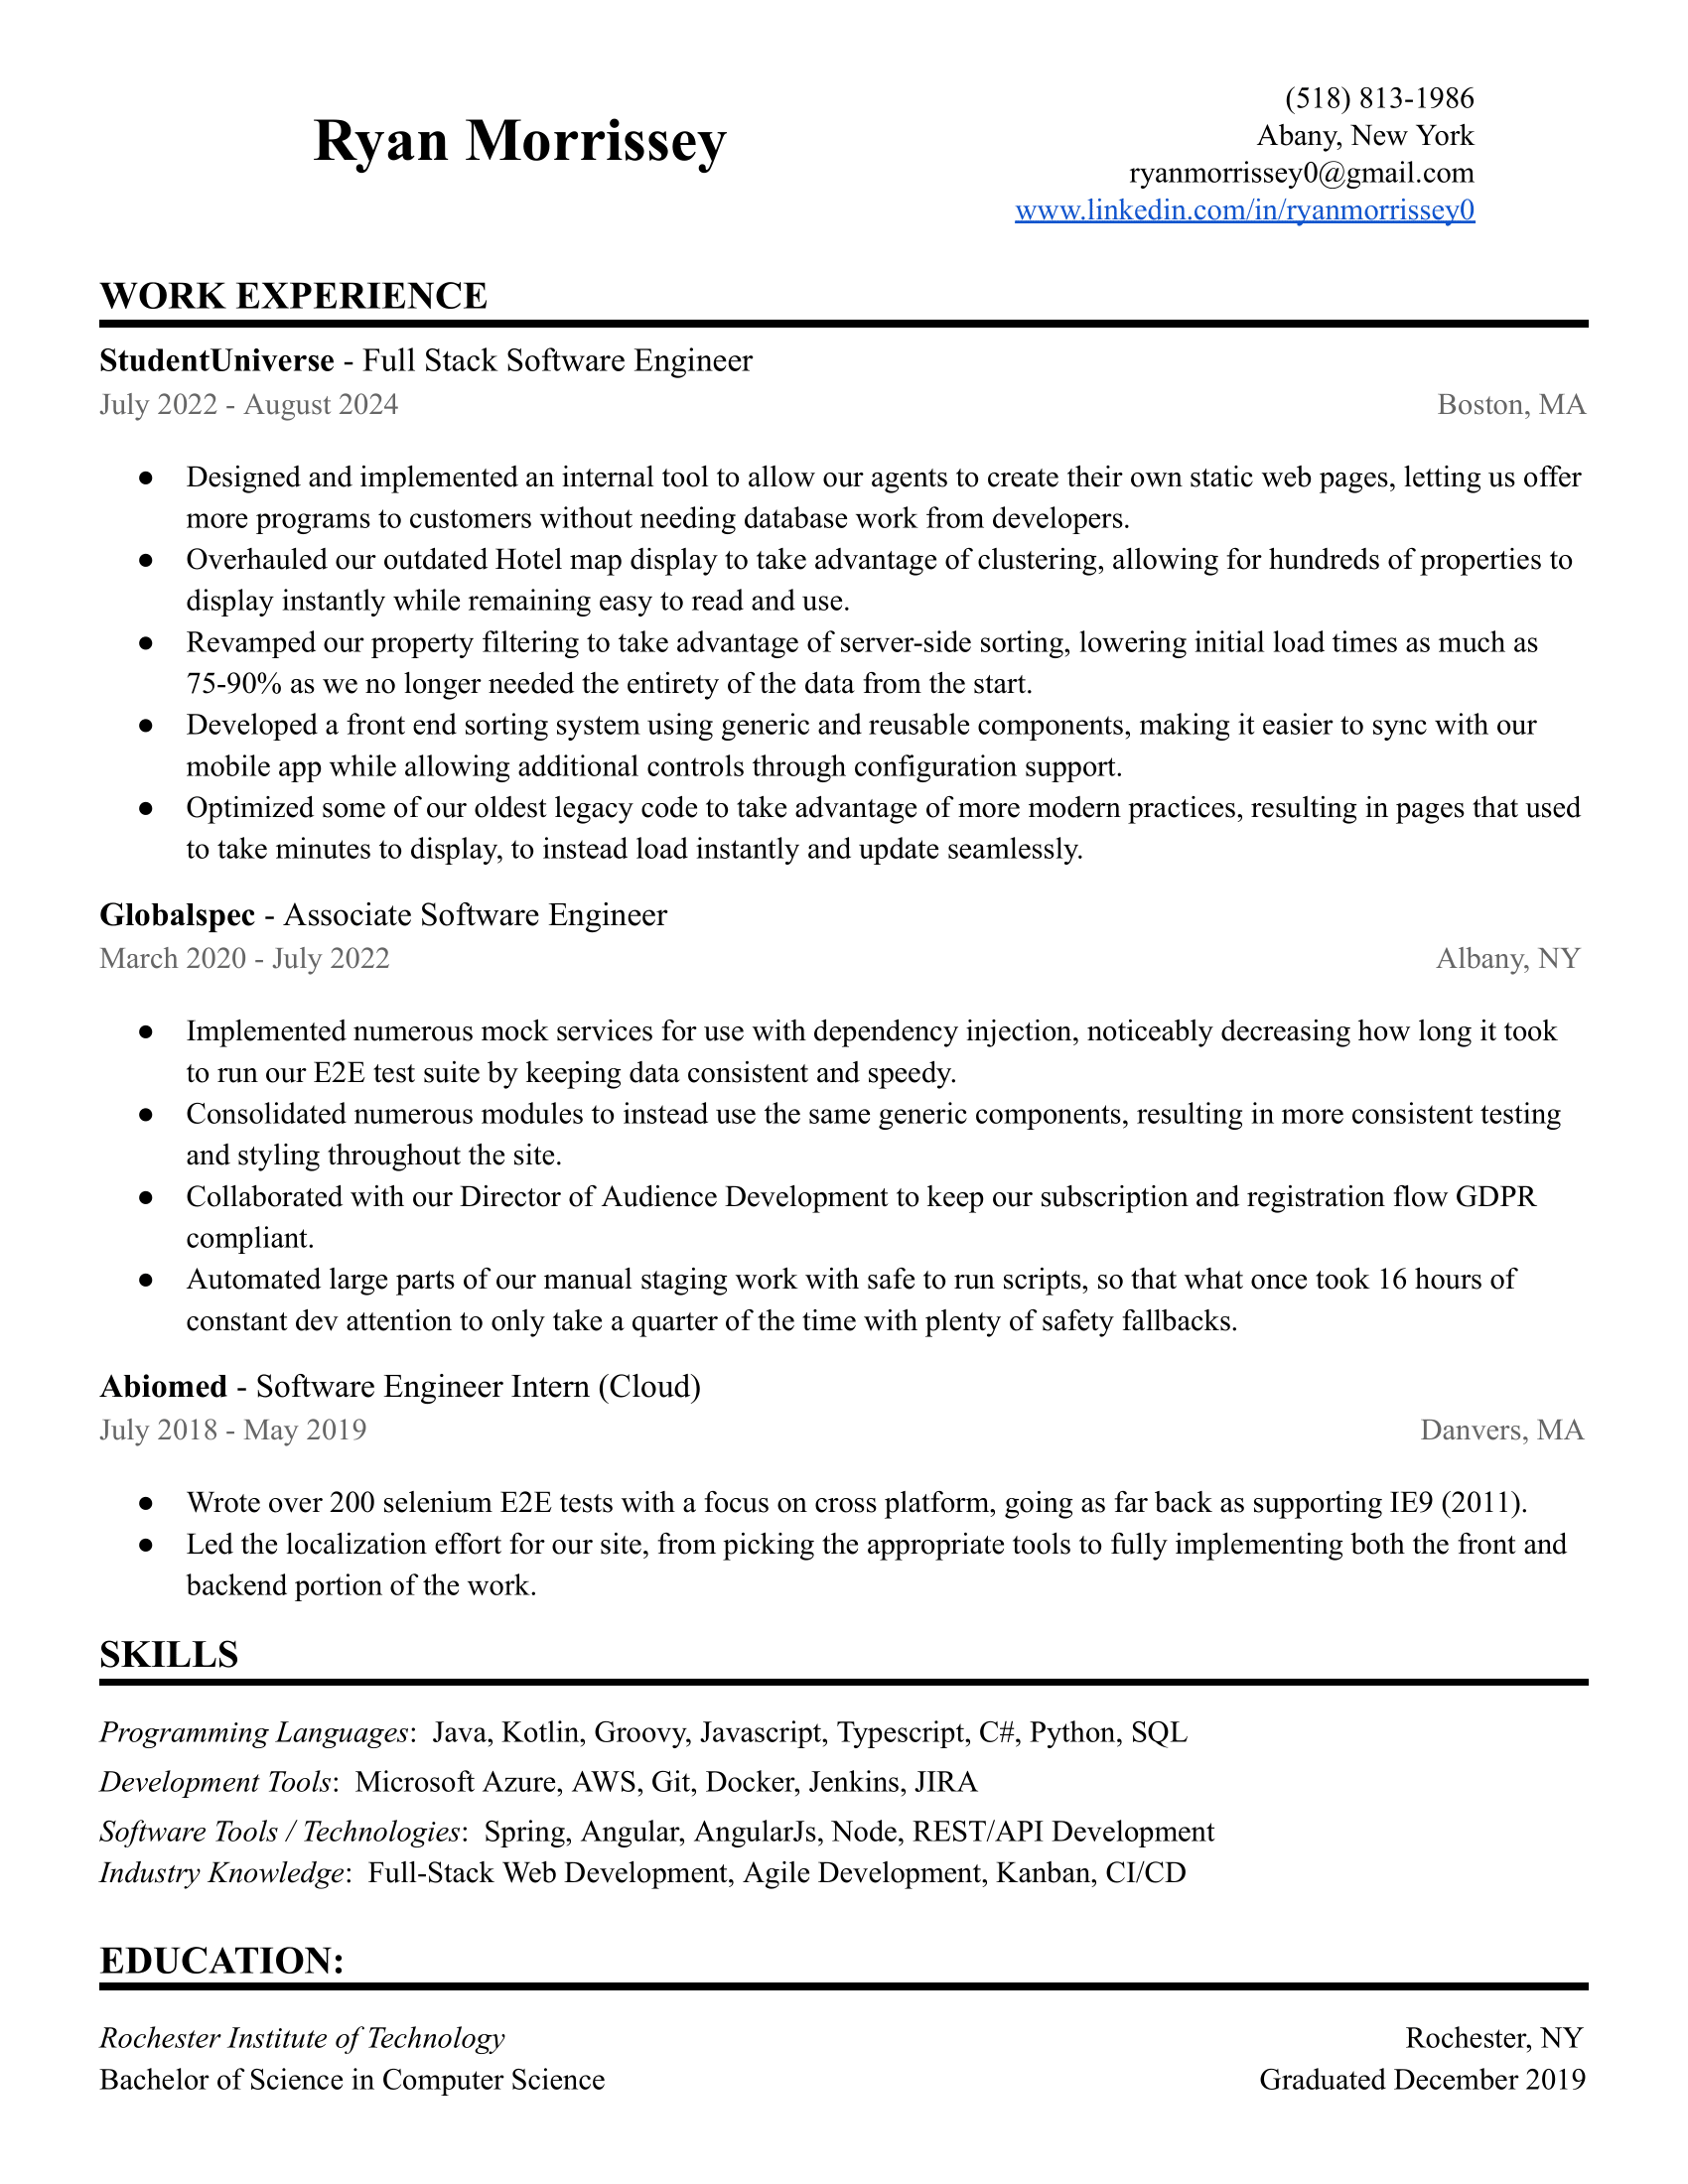 Ryan Morrissey
(518) 813-1986
Abany, New York
ryanmorrissey0@gmail.com
www.linkedin.com/in/ryanmorrissey0
WORK EXPERIENCE
StudentUniverse - Full Stack Software Engineer
July 2022 - August 2024 Boston, MA
● Designed and implemented an internal tool to allow our agents to create their own static web pages, letting us offer
more programs to customers without needing database work from developers.
● Overhauled our outdated Hotel map display to take advantage of clustering, allowing for hundreds of properties to
display instantly while remaining easy to read and use.
● Revamped our property filtering to take advantage of server-side sorting, lowering initial load times as much as
75-90% as we no longer needed the entirety of the data from the start.
● Developed a front end sorting system using generic and reusable components, making it easier to sync with our
mobile app while allowing additional controls through configuration support.
● Optimized some of our oldest legacy code to take advantage of more modern practices, resulting in pages that used
to take minutes to display, to instead load instantly and update seamlessly.
Globalspec - Associate Software Engineer
March 2020 - July 2022 Albany, NY
● Implemented numerous mock services for use with dependency injection, noticeably decreasing how long it took
to run our E2E test suite by keeping data consistent and speedy.
● Consolidated numerous modules to instead use the same generic components, resulting in more consistent testing
and styling throughout the site.
● Collaborated with our Director of Audience Development to keep our subscription and registration flow GDPR
compliant.
● Automated large parts of our manual staging work with safe to run scripts, so that what once took 16 hours of
constant dev attention to only take a quarter of the time with plenty of safety fallbacks.
Abiomed - Software Engineer Intern (Cloud)
July 2018 - May 2019 Danvers, MA
● Wrote over 200 selenium E2E tests with a focus on cross platform, going as far back as supporting IE9 (2011).
● Led the localization effort for our site, from picking the appropriate tools to fully implementing both the front and
backend portion of the work.
SKILLS
Programming Languages: Java, Kotlin, Groovy, Javascript, Typescript, C#, Python, SQL
Development Tools: Microsoft Azure, AWS, Git, Docker, Jenkins, JIRA
Software Tools / Technologies: Spring, Angular, AngularJs, Node, REST/API Development
Industry Knowledge: Full-Stack Web Development, Agile Development, Kanban, CI/CD
EDUCATION:
Rochester Institute of Technology Rochester, NY
Bachelor of Science in Computer Science Graduated December 2019